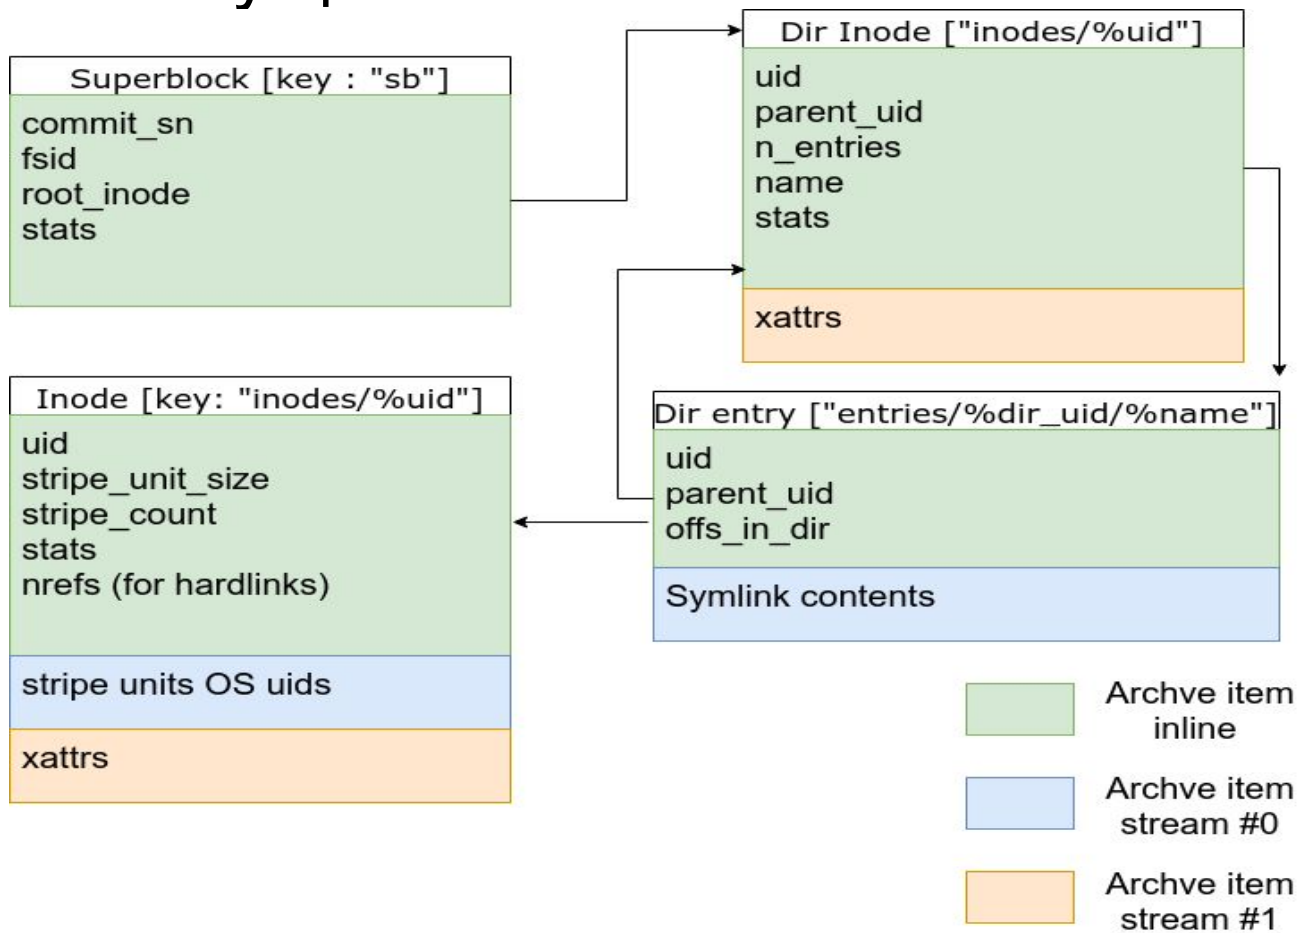 Superblock [key : "sb"]
commit_sn
fsid
root_inode
stats
Dir Inode ["inodes/%uid"]
uid
parent_uid
n_entries
name
stats
xattrs
Inode [key: "inodes/%uid"]
uid
stripe_unit_size
stripe_count
stats
nrefs (for hardlinks)
stripe units OS uids
xattrs
Dir entry ["entries/%dir_uid/%name"]
uid
parent_uid
offs_in_dir
Symlink contents
Archve item
inline
Archve item
stream #0
Archve item
stream #1